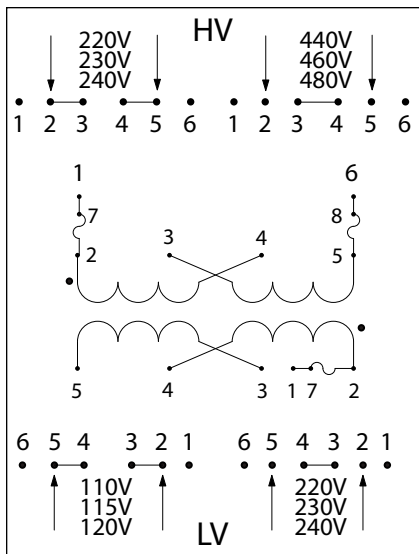 HV
220V 440V
230V 460V
240V 480V
1 2 3 4 5 6 1 2 3 4 5 6
1 6
7 8
2 3 4 5
5 4 3 1 7 2
6 5 4 3 2 1 6 5 4 3 2 1
110V 220V
115V 230V
120V 240V
LV